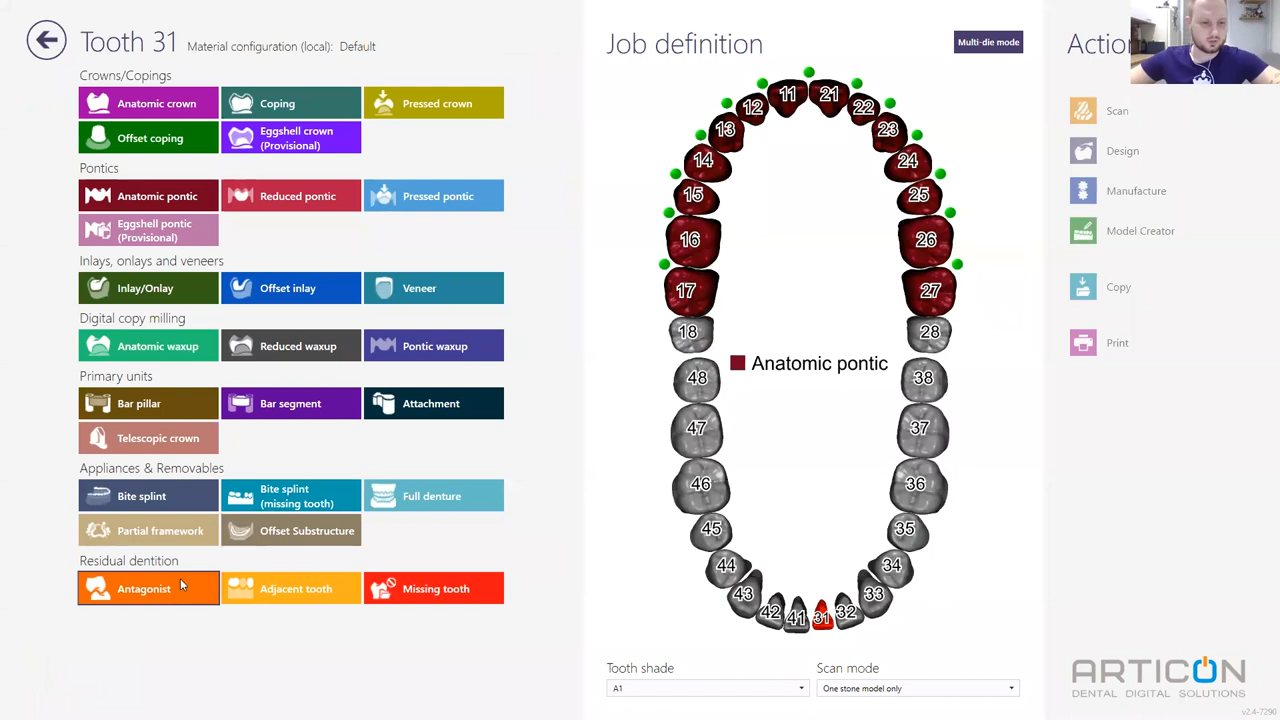 Tooth 31 Material configuration (local): Default
Crowns/Copings
Anatomic crown
Coping
Pressed crown
Offset coping
Eggshell crown
(Provisional)
Pontics
Anatomic pontic
Reduced pontic
Pressed pontic
Eggshell pontic
(Provisional)
Inlays, onlays and veneers
Inlay/Onlay
Offset inlay
Veneer
Digital copy milling
Anatomic waxup
Reduced waxup
Pontic waxup
Primary units
Bar pillar
Bar segment
Attachment
Telescopic crown
Appliances & Removables
Bite splint
Bite splint
(missing tooth)
Full denture
Partial framework
Offset Substructure
Residual dentition
Antagonist
Adjacent tooth
Missing tooth
Job definition
Multi-die mode
11 21
12 22
13 23
14 24
15 25
16 26
17 27
18 28
Anatomic pontic
48 38
47 37
46 36
45 35
44 34
43 33
42 41 31 32
Tooth shade
A1
Scan mode
One stone model only
Scan
Design
Manufacture
Model Creator
Copy
Print
ARTICON
DENTAL DIGITAL SOLUTIONS
v2.4-7290